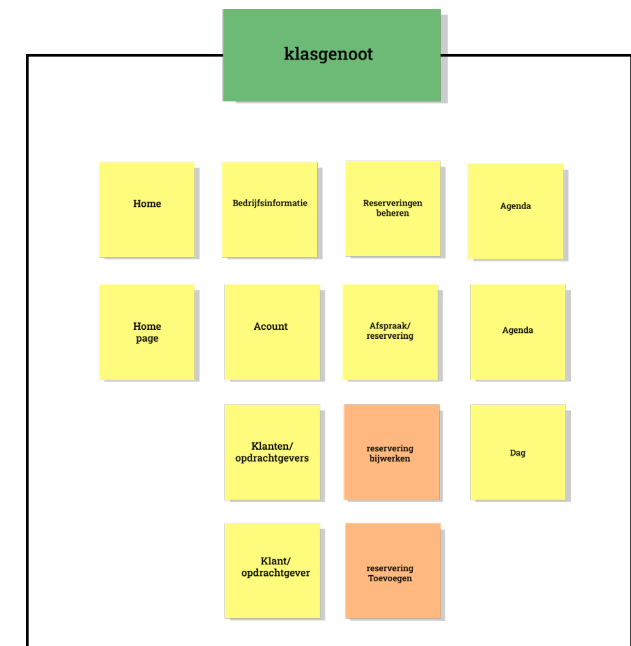 klasgenoot
Home
Bedrijfsinformatie
Reserveringen
beheren
Agenda
Home
page
Acount
Afspraak/
reservering
Agenda
Klanten/
opdrachtgevers
reservering
bijwerken
Dag
Klant/
opdrachtgever
reservering
Toevoegen